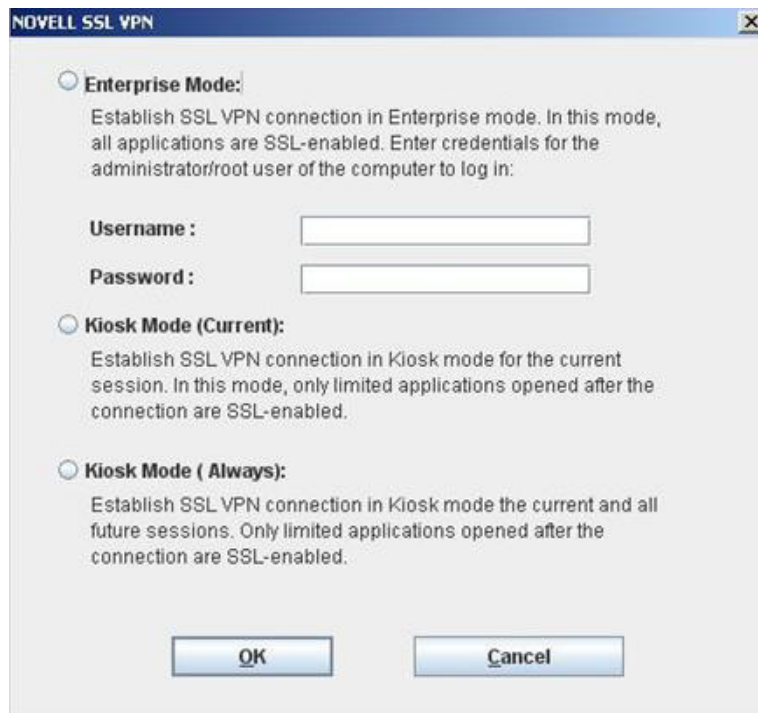 NOVELL SSL VPN
Enterprise Mode:
Establish SSL VPN connection in Enterprise mode. In this mode,
all applications are SSL-enabled. Enter credentials for the
administrator/root user of the computer to log in:
Username :
Password :
Kiosk Mode (Current):
Establish SSL VPN connection in Kiosk mode for the current
session. In this mode, only limited applications opened after the
connection are SSL-enabled.
Kiosk Mode ( Always):
Establish SSL VPN connection in Kiosk mode the current and all
future sessions. Only limited applications opened after the
connection are SSL-enabled.
OK
Cancel